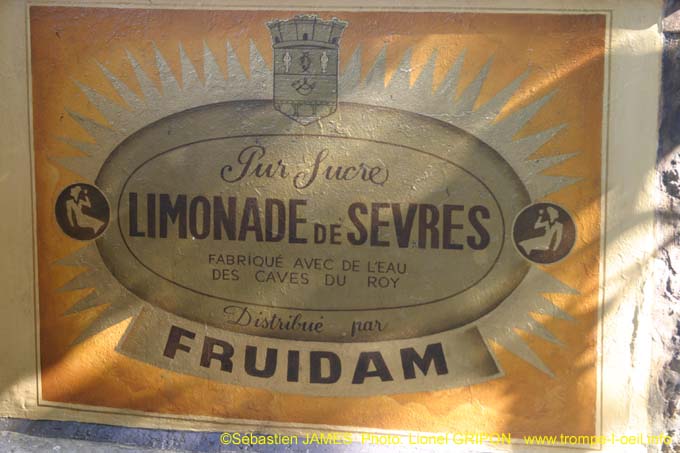 Pur Sucre
LIMONADE DE SEVRES
FABRIQUÉ AVEC DE L'EAU
DES CAVES DU ROY
Distribué par
FRUIDAM
©Sébastien JAMES Photo: Lionel GRIPON www.trompe-l-oeil.info